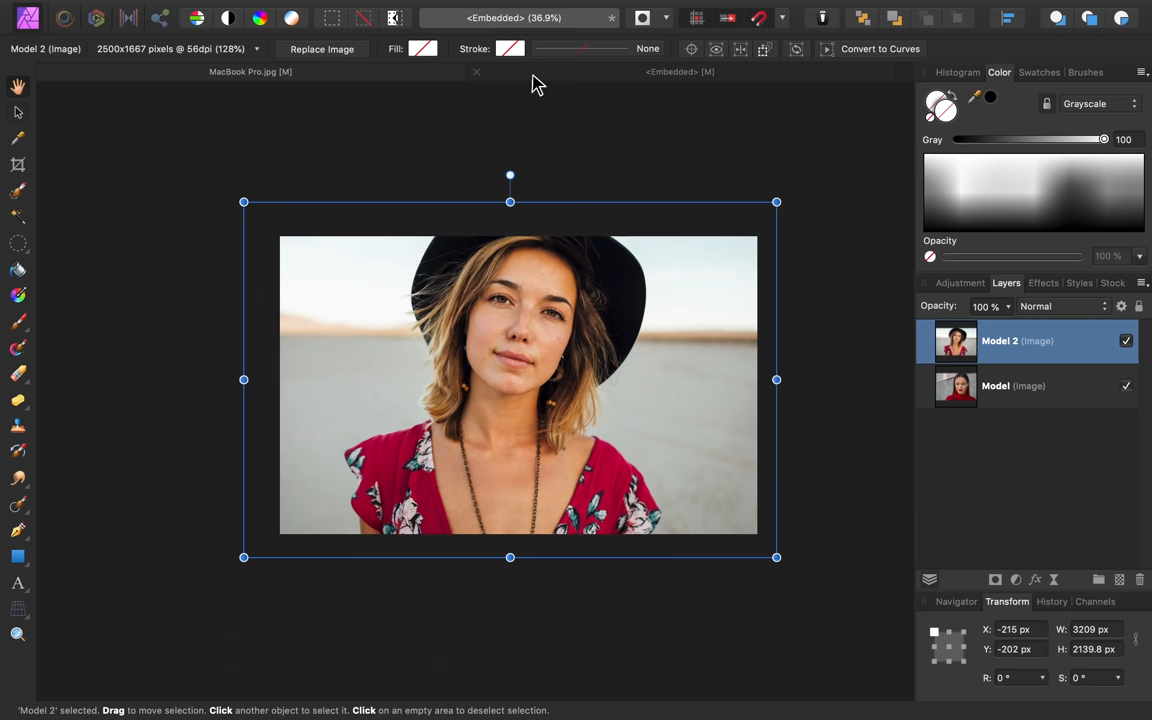 <Embedded> (36.9%)
*
Model 2 (Image)
2500x1667 pixels @ 56dpi (128%)
Replace Image
Fill:
Stroke:
None
Convert to Curves
MacBook Pro.jpg [M]
<Embedded> [M]
Histogram
Color
Swatches
Brushes
Grayscale
Gray
100
Opacity
100 %
Adjustment
Layers
Effects
Styles
Stock
Opacity:
100 %
Normal
Model 2 (Image)
Model (Image)
Navigator
Transform
History
Channels
X: -215 px
W: 3209 px
Y: -202 px
H: 2139.8 px
R: 0 °
S: 0 °
'Model 2' selected. Drag to move selection. Click another object to select it. Click on an empty area to deselect selection.